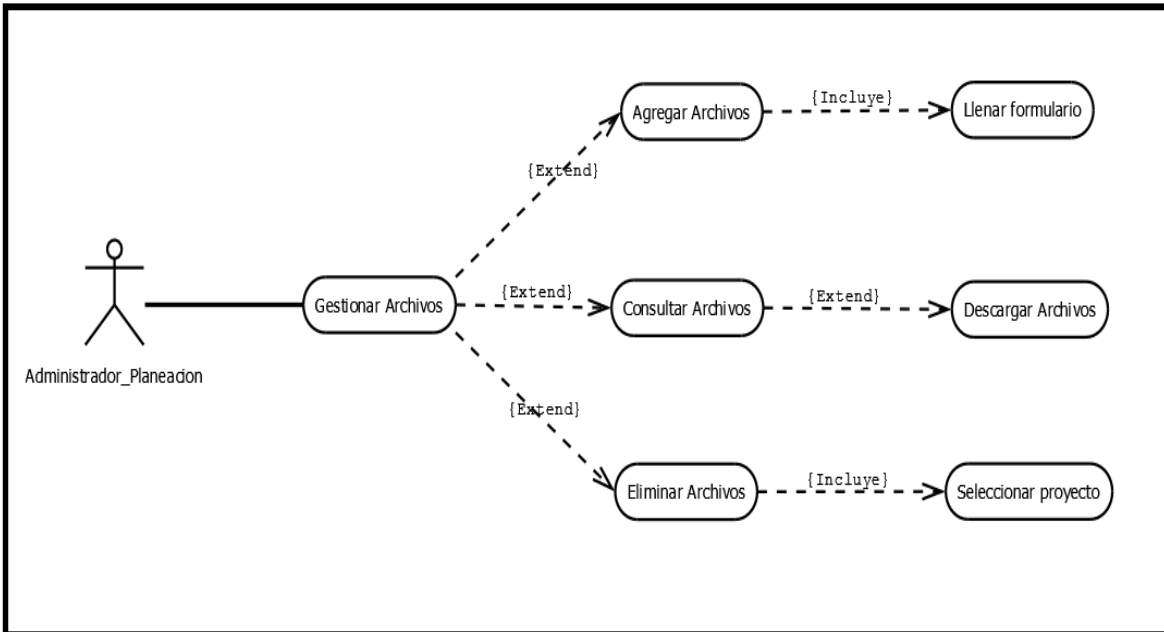 Agregar Archivos
{Incluye}
Llenar formulario
{Extend}
Gestionar Archivos
{Extend}
Consultar Archivos
{Extend}
Descargar Archivos
Administrador_Planeacion
{Extend}
Eliminar Archivos
{Incluye}
Seleccionar proyecto